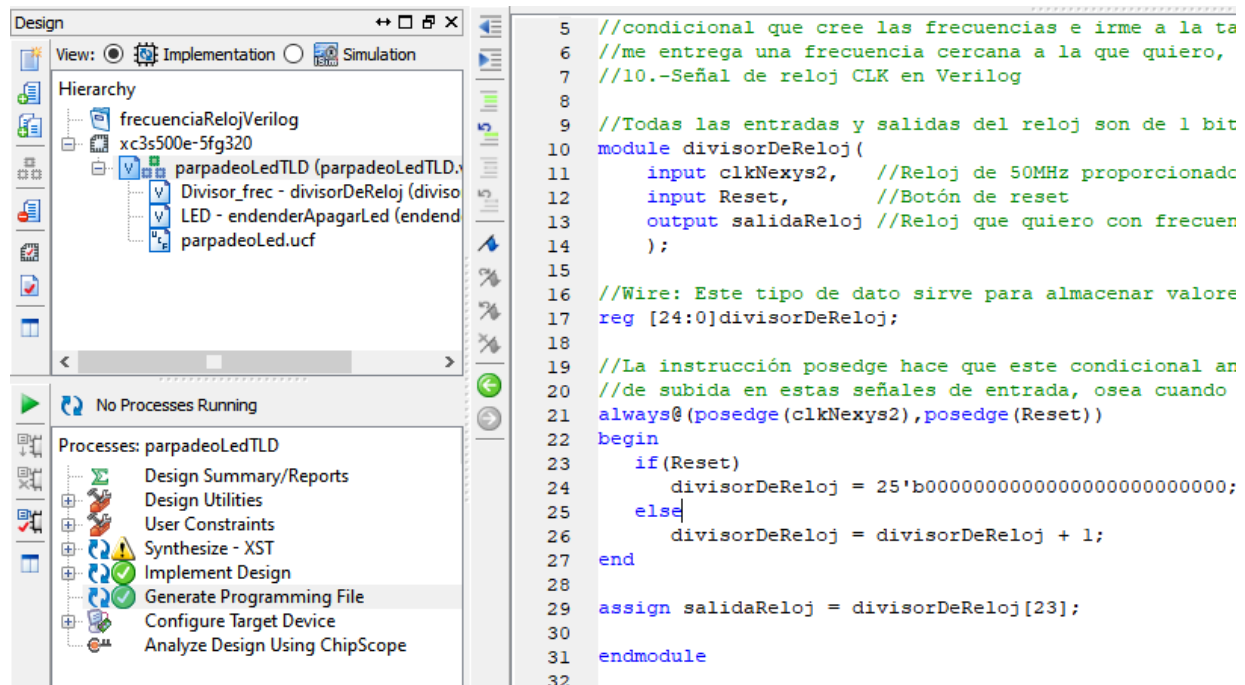 Design
View: Implementation Simulation
Hierarchy
frecuenciaRelojVerilog
xc3s500e-5fg320
parpadeoLedTLD (parpadeoLedTLD.v
Divisor_frec - divisorDeReloj (diviso
LED - endenderApagarLed (endend
parpadeoLed.ucf
No Processes Running
Processes: parpadeoLedTLD
Design Summary/Reports
Design Utilities
User Constraints
Synthesize - XST
Implement Design
Generate Programming File
Configure Target Device
Analyze Design Using ChipScope
5 //condicional que cree las frecuencias e irme a la ta
6 //me entrega una frecuencia cercana a la que quiero,
7 //10.-Señal de reloj CLK en Verilog
8
9 //Todas las entradas y salidas del reloj son de 1 bit
10 module divisorDeReloj(
11 input clkNexys2, //Reloj de 50MHz proporcionado
12 input Reset, //Botón de reset
13 output salidaReloj //Reloj que quiero con frecuen
14 );
15
16 //Wire: Este tipo de dato sirve para almacenar valore
17 reg [24:0]divisorDeReloj;
18
19 //La instrucción posedge hace que este condicional an
20 //de subida en estas señales de entrada, osea cuando
21 always@(posedge(clkNexys2),posedge(Reset))
22 begin
23 if(Reset)
24 divisorDeReloj = 25'b0000000000000000000000000;
25 else
26 divisorDeReloj = divisorDeReloj + 1;
27 end
28
29 assign salidaReloj = divisorDeReloj[23];
30
31 endmodule
32